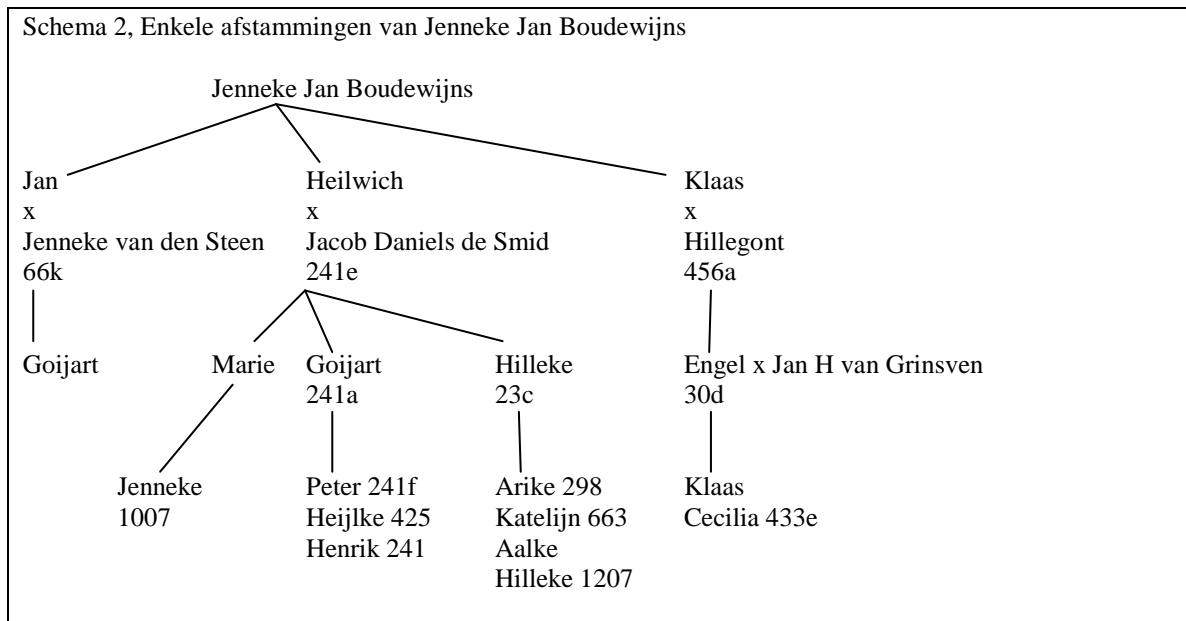 Schema 2, Enkele afstammingen van Jenneke Jan Boudewijns
Jenneke Jan Boudewijns
Jan Heilwich Klaas
x x x
Jenneke van den Steen Jacob Daniels de Smid Hillegont
66k 241e 456a
Goijart Marie Goijart Hilleke Engel x Jan H van Grinsven
241a 23c 30d
Jenneke Peter 241f Arike 298 Klaas
1007 Heijlke 425 Katelijn 663 Cecilia 433e
Henrik 241 Aalke
Hilleke 1207